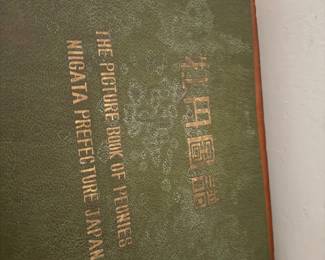 牡丹圖譜
THE PICTURE BOOK OF PEONIES
NIIGATA PREFECTURE JAPAN